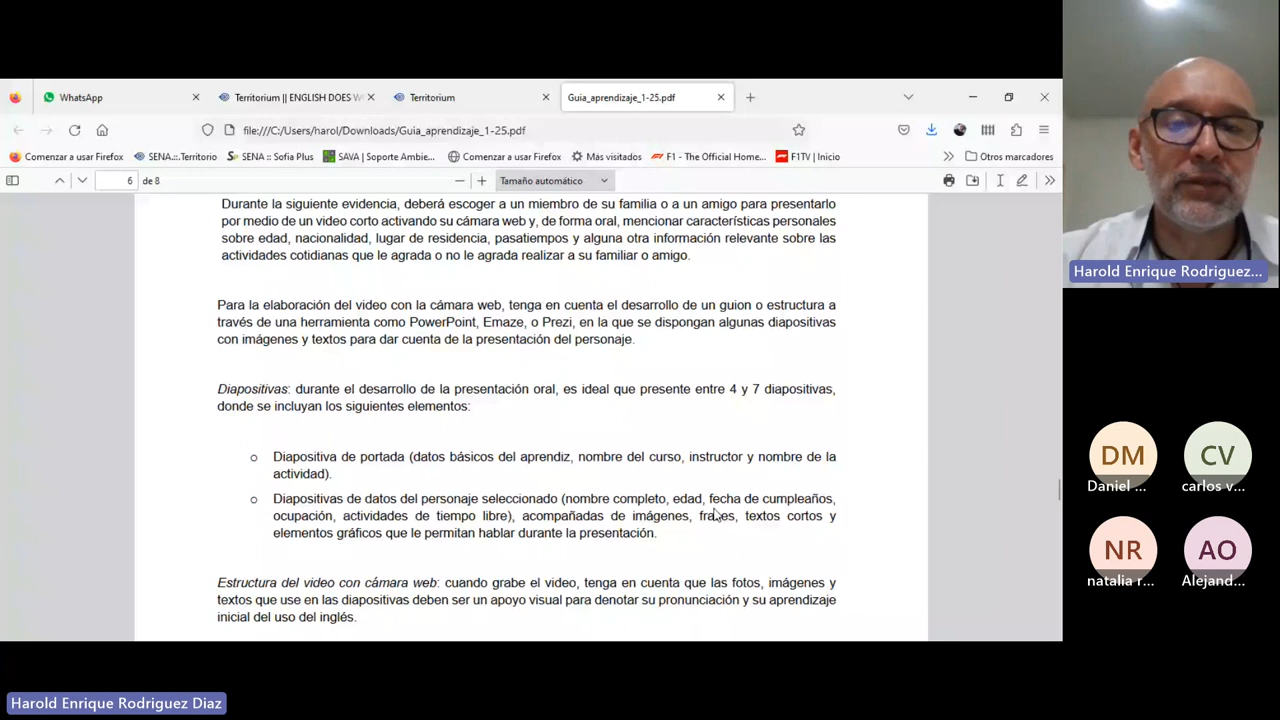 WhatsApp
Territorium || ENGLISH DOES W
Territorium
Guia_aprendizaje_1-25.pdf
file:///C:/Users/harol/Downloads/Guia_aprendizaje_1-25.pdf
Comenzar a usar Firefox
SENA.::.Territorio
SENA :: Sofia Plus
SAVA | Soporte Ambie...
Comenzar a usar Firefox
Más visitados
F1 - The Official Home...
F1TV | Inicio
Otros marcadores
6 de 8
Tamaño automático
Durante la siguiente evidencia, deberá escoger a un miembro de su familia o a un amigo para presentarlo
por medio de un video corto activando su cámara web y, de forma oral, mencionar características personales
sobre edad, nacionalidad, lugar de residencia, pasatiempos y alguna otra información relevante sobre las
actividades cotidianas que le agrada o no le agrada realizar a su familiar o amigo.
Para la elaboración del video con la cámara web, tenga en cuenta el desarrollo de un guion o estructura a
través de una herramienta como PowerPoint, Emaze, o Prezi, en la que se dispongan algunas diapositivas
con imágenes y textos para dar cuenta de la presentación del personaje.
Diapositivas: durante el desarrollo de la presentación oral, es ideal que presente entre 4 y 7 diapositivas,
donde se incluyan los siguientes elementos:
o Diapositiva de portada (datos básicos del aprendiz, nombre del curso, instructor y nombre de la
actividad).
o Diapositivas de datos del personaje seleccionado (nombre completo, edad, fecha de cumpleaños,
ocupación, actividades de tiempo libre), acompañadas de imágenes, frases, textos cortos y
elementos gráficos que le permitan hablar durante la presentación.
Estructura del video con cámara web: cuando grabe el video, tenga en cuenta que las fotos, imágenes y
textos que use en las diapositivas deben ser un apoyo visual para denotar su pronunciación y su aprendizaje
inicial del uso del inglés.
Harold Enrique Rodriguez...
DM
Daniel ...
CV
carlos v...
NR
natalia r...
AO
Alejand...
Harold Enrique Rodriguez Diaz